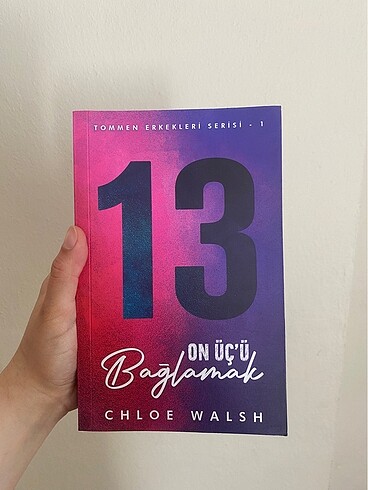 TOMMEN ERKEKLERİ SERİSİ - 1
13
ON ÜÇ'Ü
Bağlamak
CHLOE WALSH